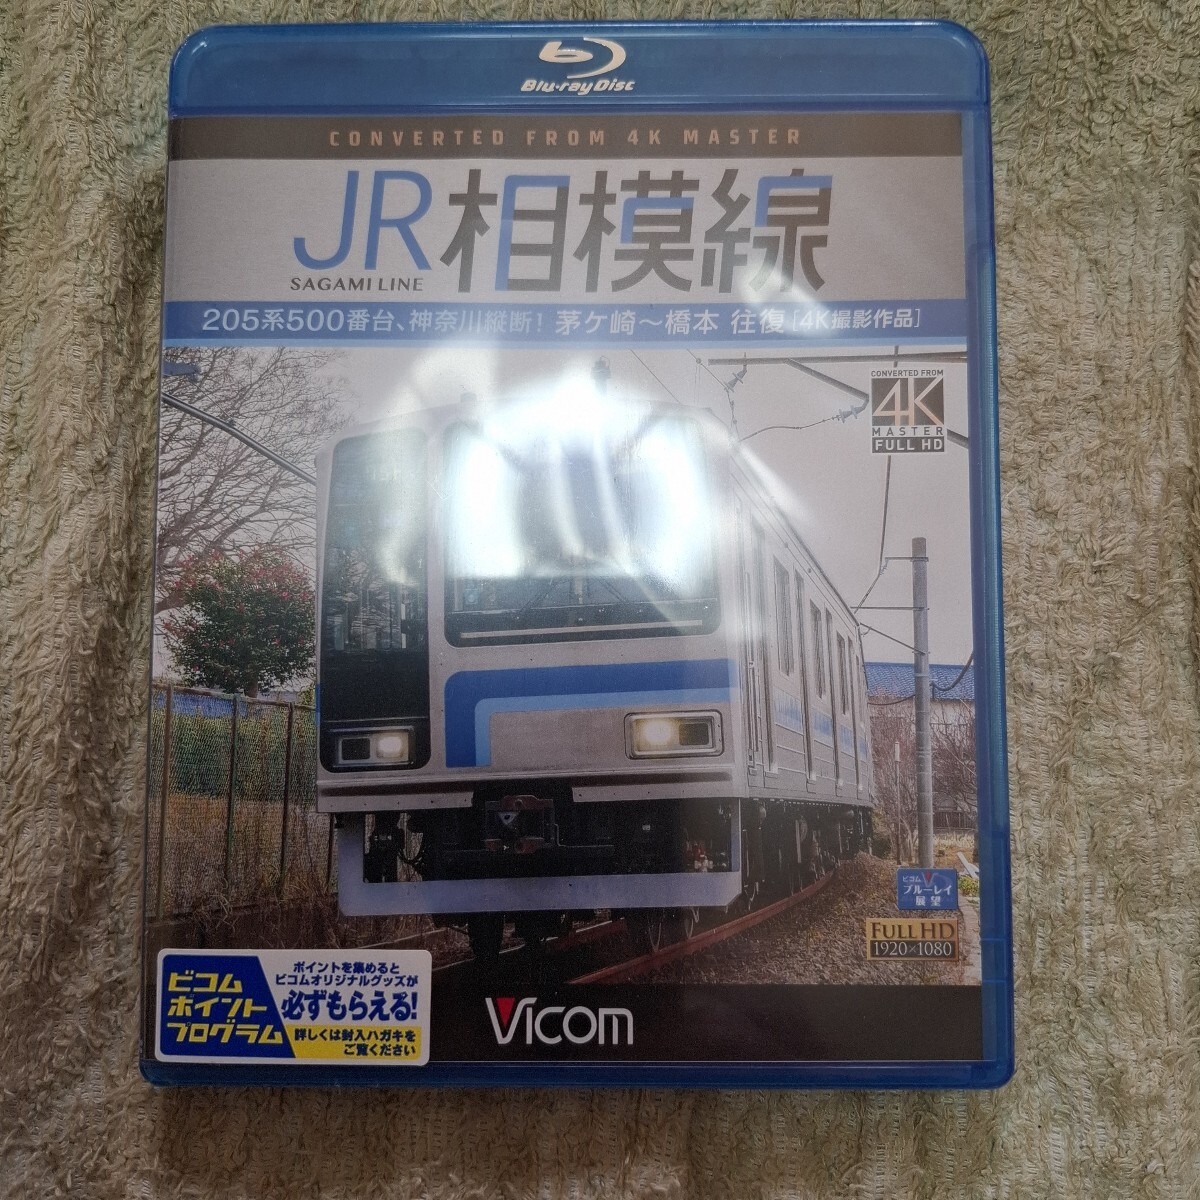 Blu-ray Disc
CONVERTED FROM 4K MASTER
JR相模線
SAGAMI LINE
205系500番台、神奈川縦断! 茅ケ崎〜橋本 往復 [4K撮影作品]
CONVERTED FROM
4K
MASTER
FULL HD
ビコム
ブルーレイ
展望
FULL HD
1920×1080
ビコム
ポイント
プログラム
ポイントを集めると
ビコムオリジナルグッズが
必ずもらえる!
詳しくは封入ハガキを
ご覧ください
Vicom